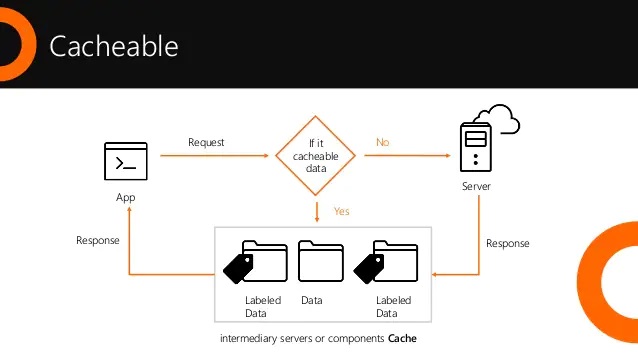 Cacheable
Request
If it
cacheable
data
No
App
Server
Yes
Response
Response
Labeled
Data
Data
Labeled
Data
intermediary servers or components Cache